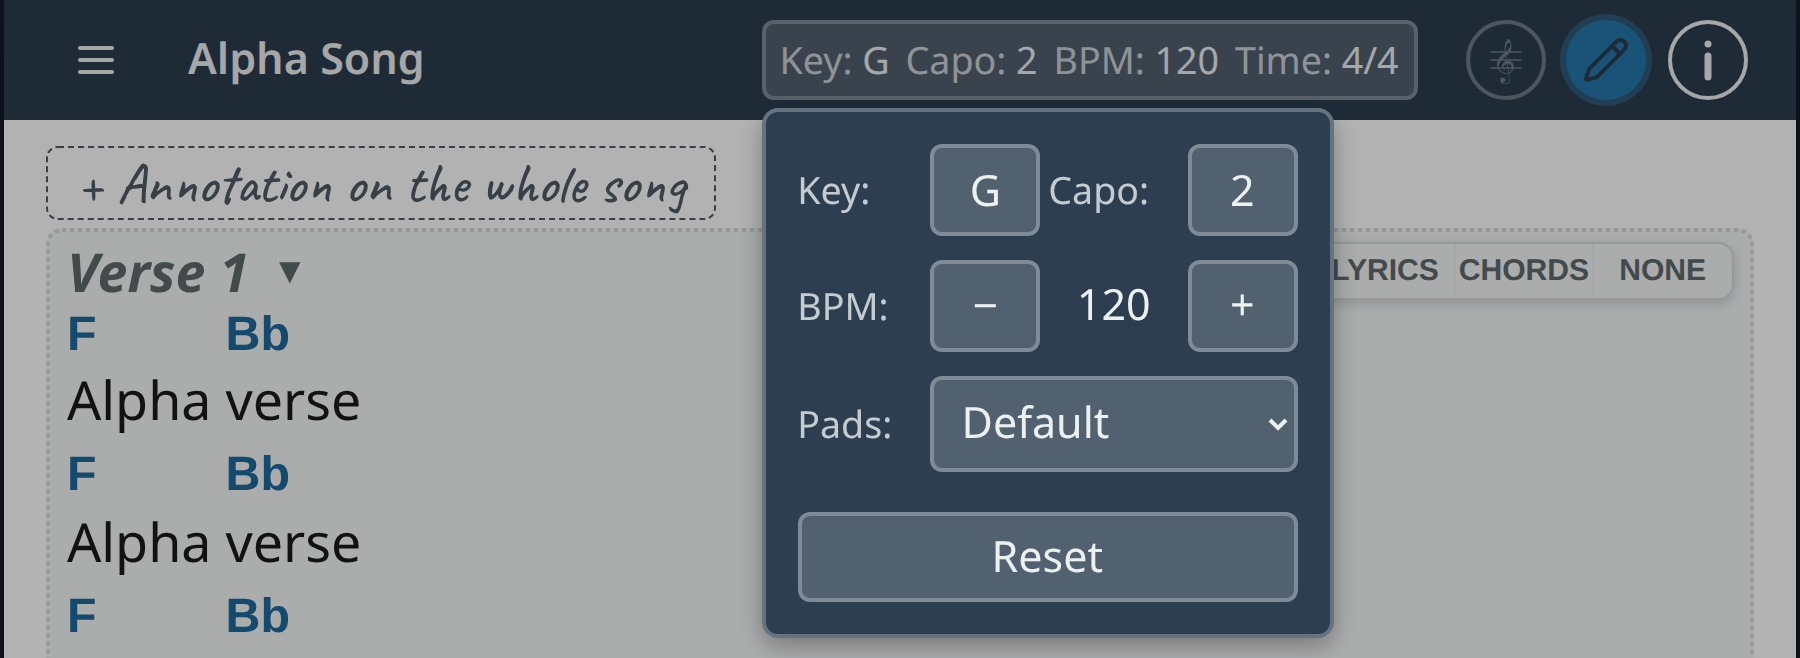 Alpha Song
Key: G Capo: 2 BPM: 120 Time: 4/4
+ Annotation on the whole song
Key: G Capo: 2
BPM: − 120 +
Pads: Default
Reset
LYRICS CHORDS NONE
Verse 1 ▼
F Bb
Alpha verse
F Bb
Alpha verse
F Bb